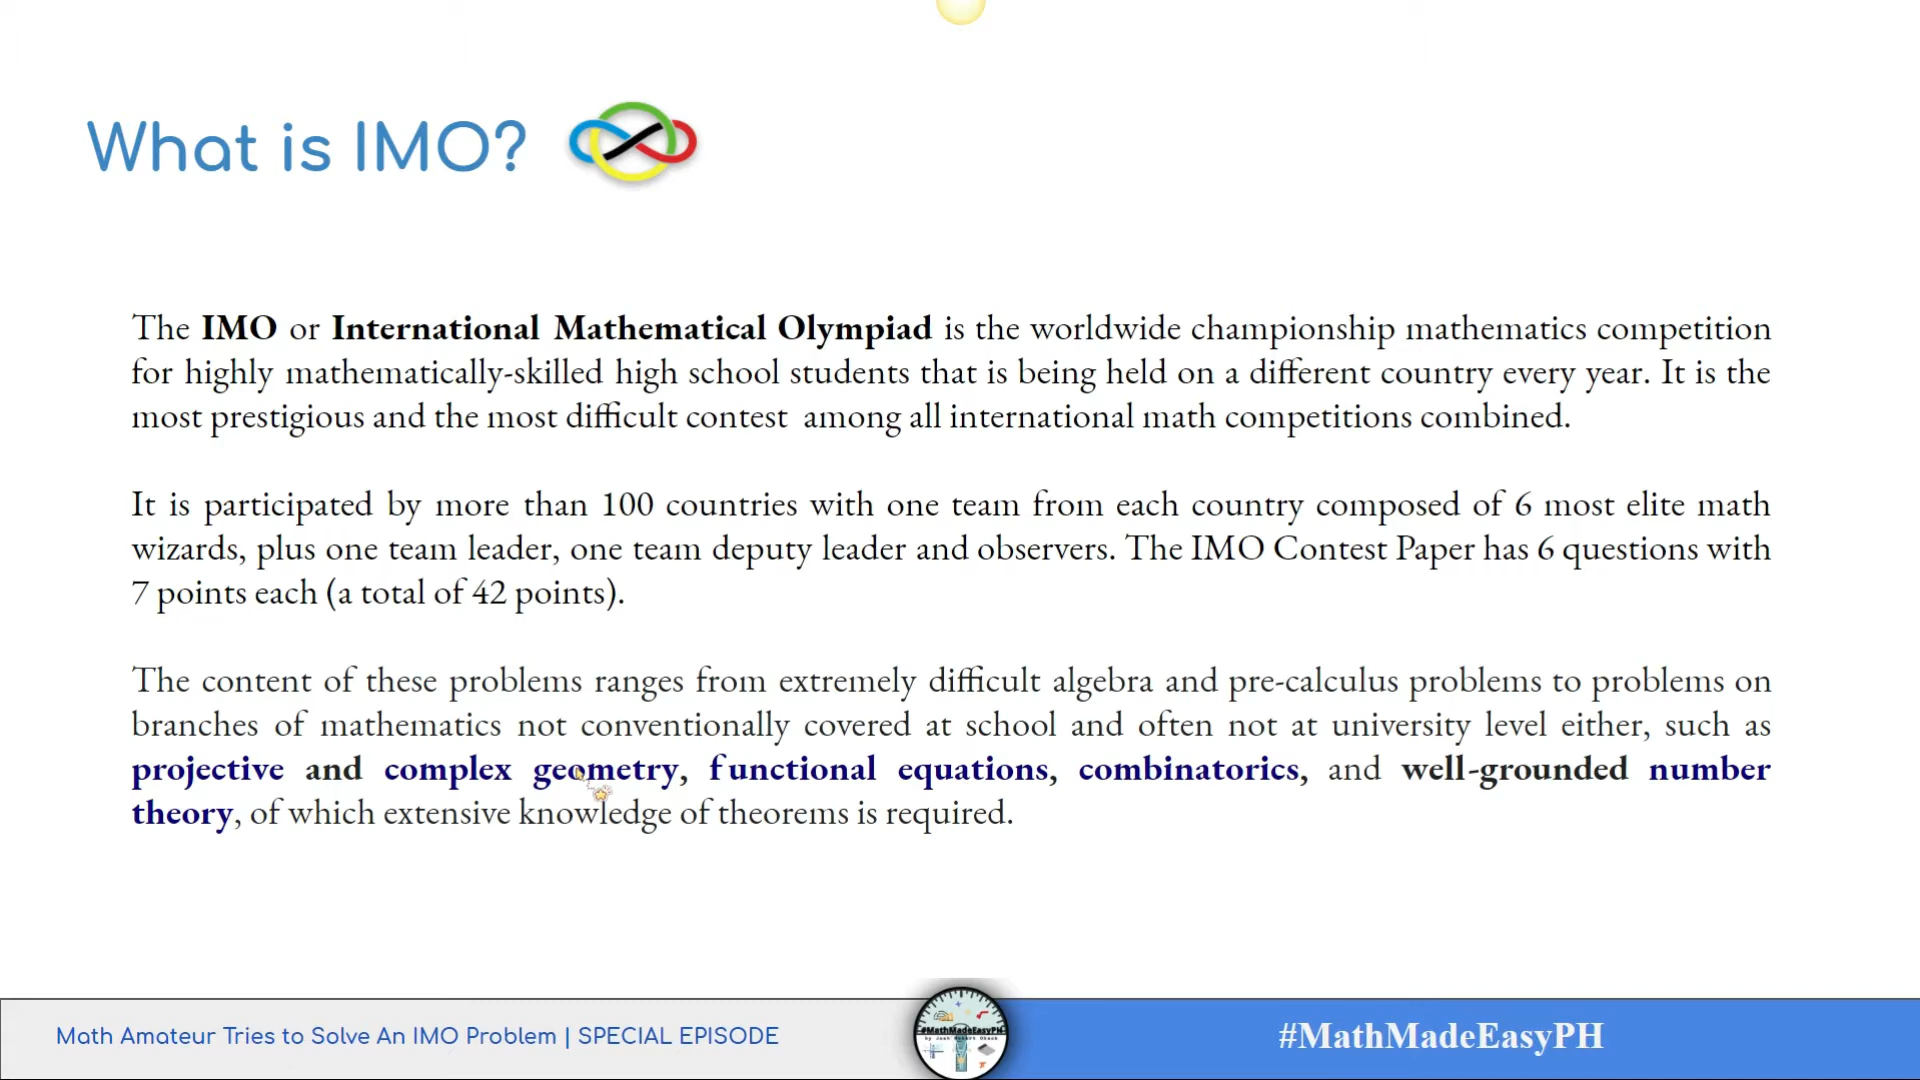 What is IMO?
The IMO or International Mathematical Olympiad is the worldwide championship mathematics competition
for highly mathematically-skilled high school students that is being held on a different country every year. It is the
most prestigious and the most difficult contest among all international math competitions combined.
It is participated by more than 100 countries with one team from each country composed of 6 most elite math
wizards, plus one team leader, one team deputy leader and observers. The IMO Contest Paper has 6 questions with
7 points each (a total of 42 points).
The content of these problems ranges from extremely difficult algebra and pre-calculus problems to problems on
branches of mathematics not conventionally covered at school and often not at university level either, such as
projective and complex geometry, functional equations, combinatorics, and well-grounded number
theory, of which extensive knowledge of theorems is required.
Math Amateur Tries to Solve An IMO Problem | SPECIAL EPISODE
#MathMadeEasyPH
#MathMadeEasyPH